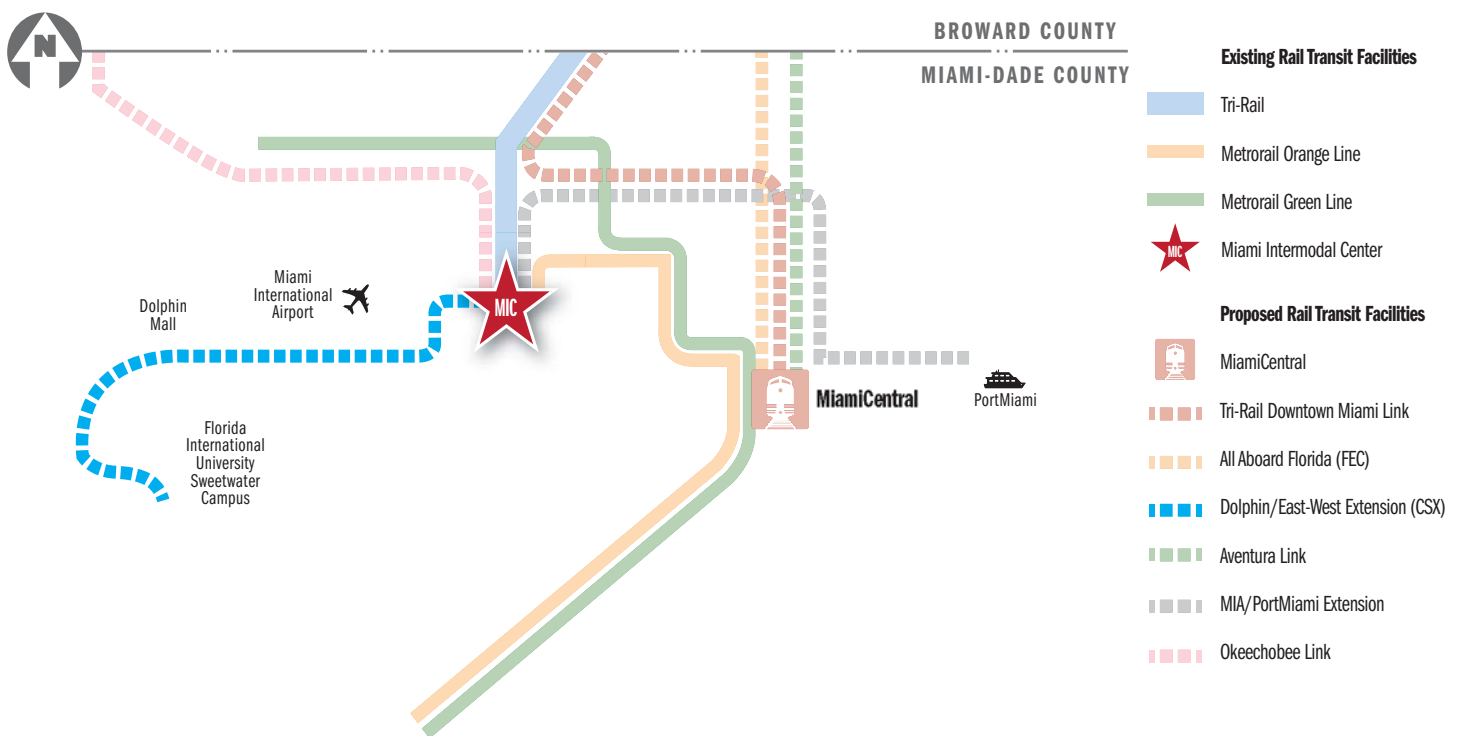 N
BROWARD COUNTY
MIAMI-DADE COUNTY
Miami
International
Airport
Dolphin
Mall
MIC
Florida
International
University
Sweetwater
Campus
MiamiCentral
PortMiami
Existing Rail Transit Facilities
Tri-Rail
Metrorail Orange Line
Metrorail Green Line
MIC
Miami Intermodal Center
Proposed Rail Transit Facilities
MiamiCentral
Tri-Rail Downtown Miami Link
All Aboard Florida (FEC)
Dolphin/East-West Extension (CSX)
Aventura Link
MIA/PortMiami Extension
Okeechobee Link